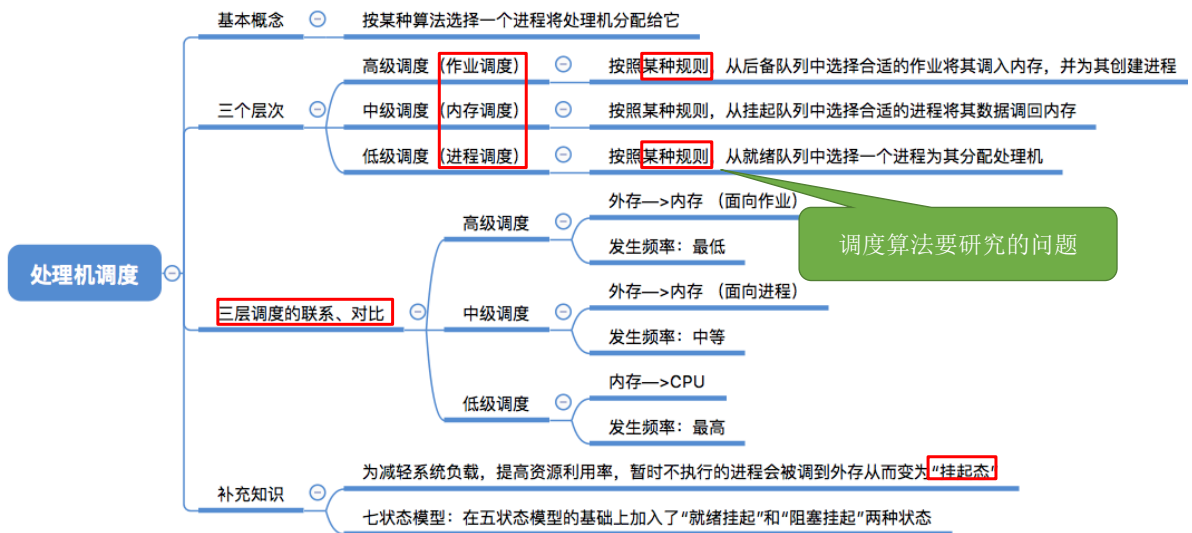 处理机调度
基本概念
按某种算法选择一个进程将处理机分配给它
三个层次
高级调度（作业调度）
按照某种规则，从后备队列中选择合适的作业将其调入内存，并为其创建进程
中级调度（内存调度）
按照某种规则，从挂起队列中选择合适的进程将其数据调回内存
低级调度（进程调度）
按照某种规则，从就绪队列中选择一个进程为其分配处理机
调度算法要研究的问题
三层调度的联系、对比
高级调度
外存—>内存 （面向作业）
发生频率：最低
中级调度
外存—>内存 （面向进程）
发生频率：中等
低级调度
内存—>CPU
发生频率：最高
补充知识
为减轻系统负载，提高资源利用率，暂时不执行的进程会被调到外存从而变为“挂起态”
七状态模型：在五状态模型的基础上加入了“就绪挂起”和“阻塞挂起”两种状态